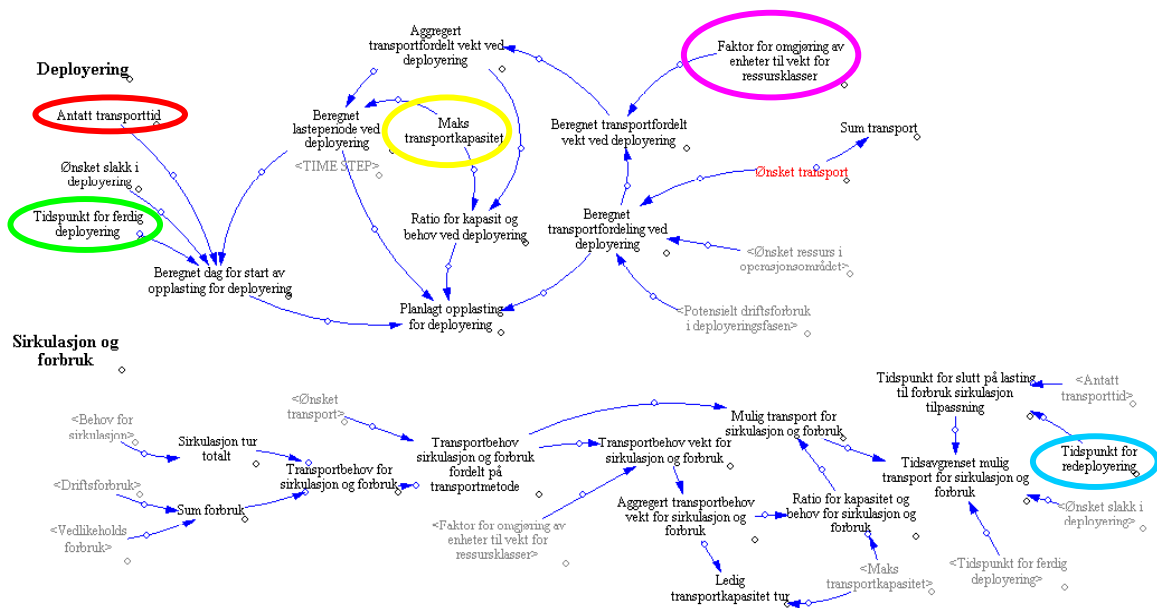 Deployering
Aggregert
transportfordelt vekt ved
deployering
Faktor for omgjøring av
enheter til vekt for
ressursklasser
Antatt transporttid
Beregnet
lasteperiode ved
deployering
Maks
transportkapasitet
Beregnet transportfordelt
vekt ved deployering
Sum transport
<TIME STEP>
Ønsket slakk i
deployering
Ønsket transport
Tidspunkt for ferdig
deployering
Ratio for kapasit og
behov ved deployering
Beregnet
transportfordeling ved
deployering
<Ønsket ressurs i
operasjonsområdet>
Beregnet dag for start av
opplasting for deployering
Planlagt opplasting
for deployering
<Potensielt driftsforbruk
i deployeringsfasen>
Sirkulasjon og
forbruk
<Behov for
sirkulasjon>
Sirkulasjon tur
totalt
<Ønsket
transport>
Transportbehov for
sirkulasjon og forbruk
Transportbehov
sirkulasjon og forbruk
fordelt på
transportmetode
Transportbehov vekt for
sirkulasjon og forbruk
Mulig transport for
sirkulasjon og forbruk
Tidspunkt for slutt på lasting
til forbruk sirkulasjon
tilpassning
<Antatt
transporttid>
Tidspunkt for
redeployering
<Driftsforbruk>
Sum forbruk
<Vedlikeholds
forbruk>
<Faktor for omgjøring av
enheter til vekt for
ressursklasser>
Aggregert transportbehov
vekt for sirkulasjon og
forbruk
Ratio for kapasitet og
behov for sirkulasjon og
forbruk
Tidsavgrenset mulig
transport for sirkulasjon og
forbruk
<Ønsket slakk i
deployering>
Ledig
transportkapasitet tur
<Maks
transportkapasitet>
<Tidspunkt for ferdig
deployering>